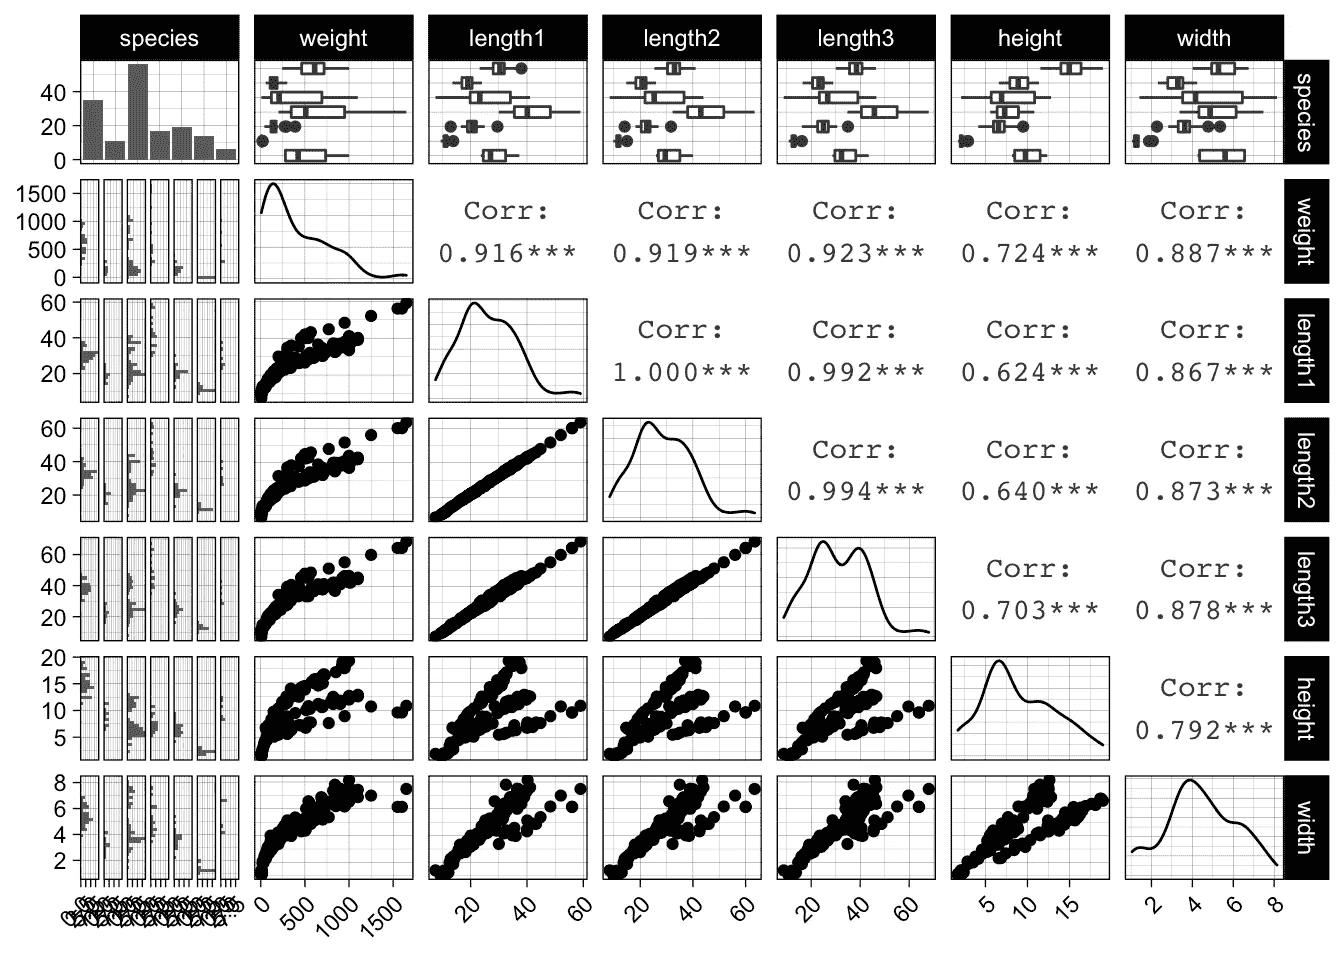 species weight length1 length2 length3 height width
40
20
0
species
1500
1000
500
0
Corr:
0.916***
Corr:
0.919***
Corr:
0.923***
Corr:
0.724***
Corr:
0.887***
weight
60
40
20
Corr:
1.000***
Corr:
0.992***
Corr:
0.624***
Corr:
0.867***
length1
60
40
20
Corr:
0.994***
Corr:
0.640***
Corr:
0.873***
length2
60
40
20
Corr:
0.703***
Corr:
0.878***
length3
20
15
10
5
Corr:
0.792***
height
8
6
4
2
width
0 500 1000 1500 20 40 60 20 40 60 20 40 60 5 10 15 2 4 6 8